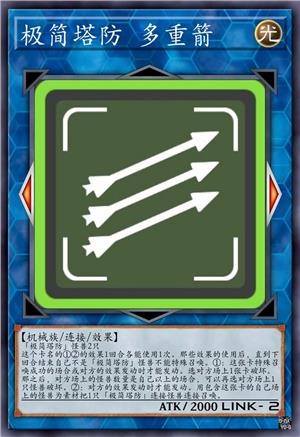 极简塔防 多重箭
光
[机械族/连接/效果]
「极简塔防」怪兽2只
这个卡名的①②的效果1回合各能使用1次，那些效果的使用后，直到下
回合结束自己不是「极简塔防」怪兽不能特殊召唤。①：这张卡特殊召
唤成功的场合或对方的效果发动时才能发动。选对方场上1张卡破坏。
那之后，对方场上的怪兽数量是自己以上的场合，可以再选对方场上1
只怪兽破坏。②：对方的效果发动时才能发动。用包含这张卡的自己场
上的怪兽为素材把1只「极简塔防」连接怪兽连接召唤。
ATK/2000 LINK-2